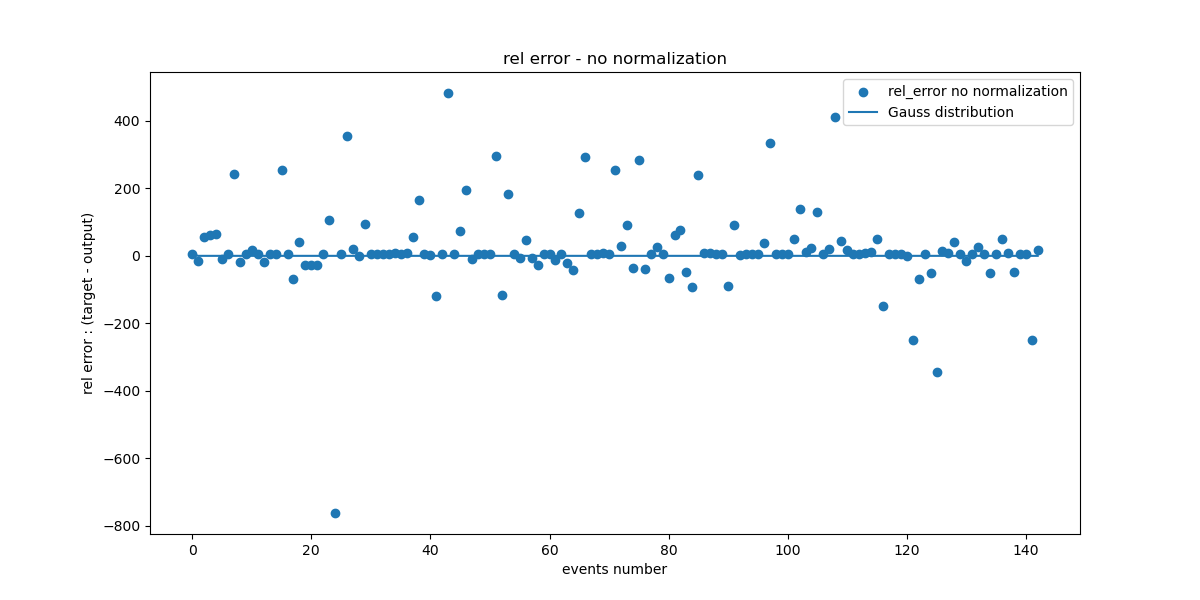 rel error - no normalization
rel_error no normalization
Gauss distribution
rel error : (target - output)
400
200
0
−200
−400
−600
−800
0 20 40 60 80 100 120 140
events number